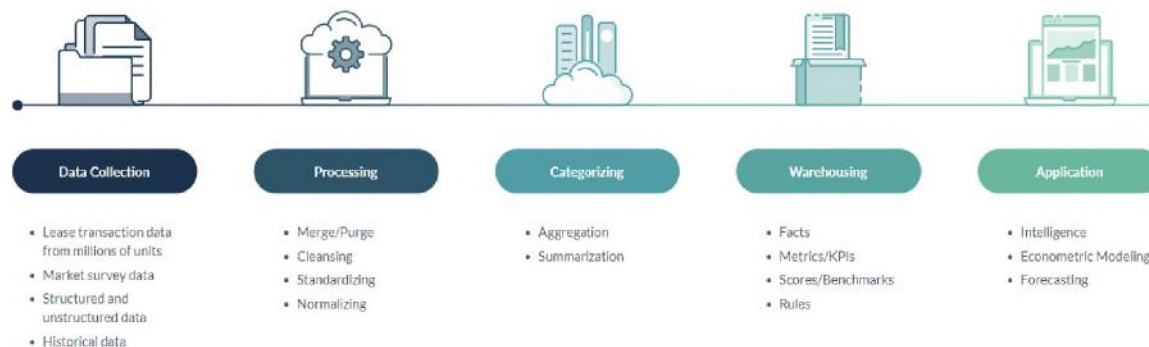 Data Collection
Lease transaction data
from millions of units
Market survey data
Structured and
unstructured data
Historical data
Processing
Merge/Purge
Cleansing
Standardizing
Normalizing
Categorizing
Aggregation
Summarization
Warehousing
Facts
Metrics/KPIs
Scores/Benchmarks
Rules
Application
Intelligence
Econometric Modeling
Forecasting